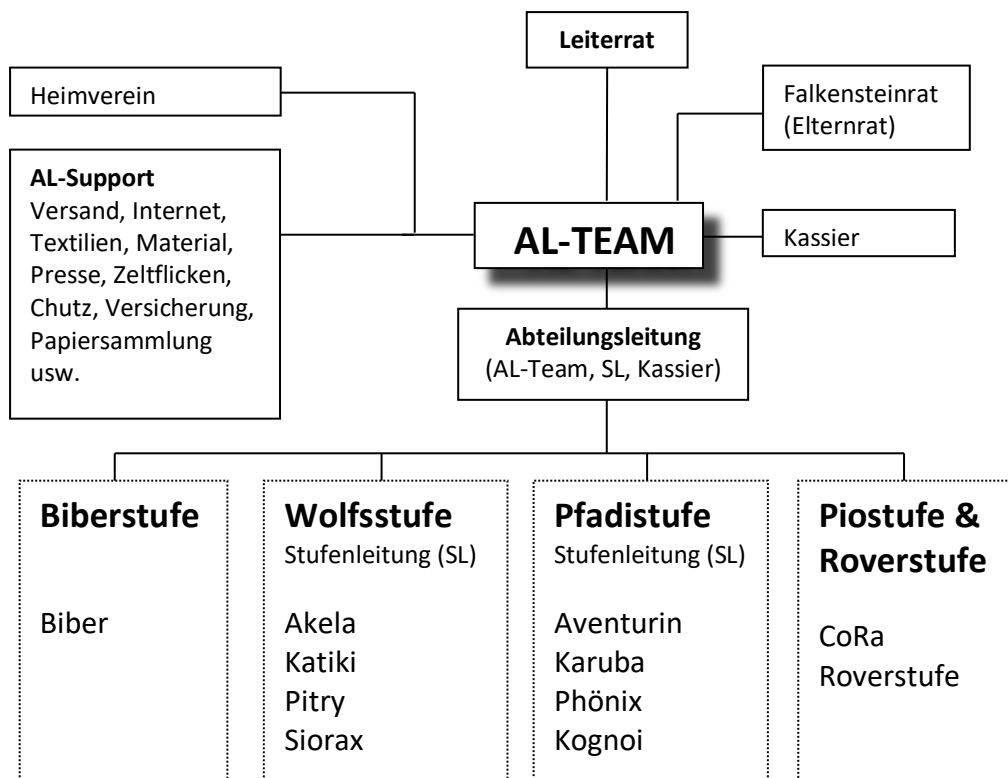 Leiterrat
Heimverein
Falkensteinrat
(Elternrat)
AL-Support
Versand, Internet,
Textilien, Material,
Presse, Zeltflicken,
Chutz, Versicherung,
Papiersammlung
usw.
AL-TEAM
Kassier
Abteilungsleitung
(AL-Team, SL, Kassier)
Biberstufe
Biber
Wolfsstufe
Stufenleitung (SL)
Akela
Katiki
Pitry
Siorax
Pfadistufe
Stufenleitung (SL)
Aventurin
Karuba
Phönix
Kognoi
Piostufe &
Roverstufe
CoRa
Roverstufe